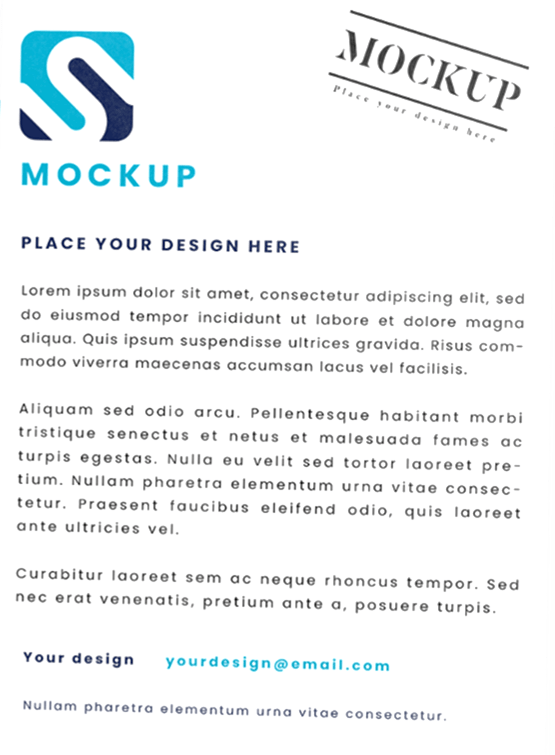 MOCKUP
Place your design here
MOCKUP
PLACE YOUR DESIGN HERE
Lorem ipsum dolor sit amet, consectetur adipiscing elit, sed
do eiusmod tempor incididunt ut labore et dolore magna
aliqua. Quis ipsum suspendisse ultrices gravida. Risus com-
modo viverra maecenas accumsan lacus vel facilisis.
Aliquam sed odio arcu. Pellentesque habitant morbi
tristique senectus et netus et malesuada fames ac
turpis egestas. Nulla eu velit sed tortor laoreet pre-
tium. Nullam pharetra elementum urna vitae consec-
tetur. Praesent faucibus eleifend odio, quis laoreet
ante ultricies vel.
Curabitur laoreet sem ac neque rhoncus tempor. Sed
nec erat venenatis, pretium ante a, posuere turpis.
Your design yourdesign@email.com
Nullam pharetra elementum urna vitae consectetur.